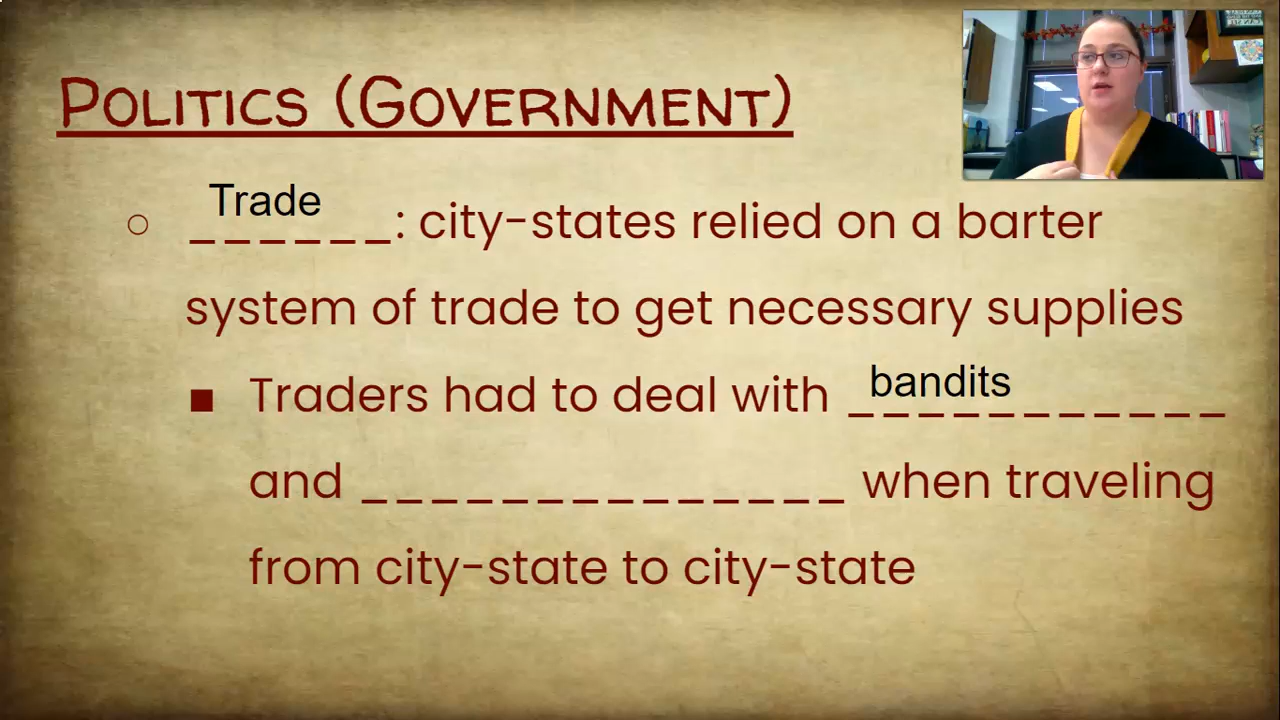 Politics (Government)
Trade
○ ______: city-states relied on a barter
system of trade to get necessary supplies
bandits
■ Traders had to deal with ___________
and ______________ when traveling
from city-state to city-state